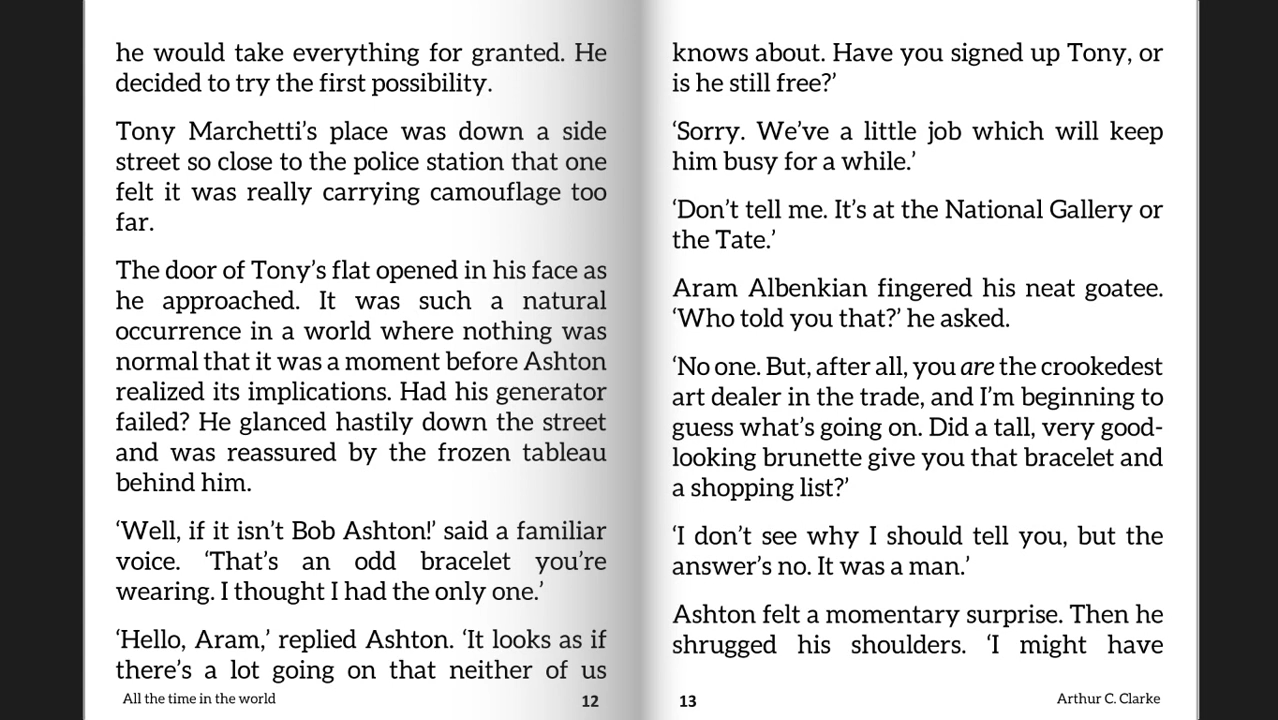 he would take everything for granted. He
decided to try the first possibility.
Tony Marchetti’s place was down a side
street so close to the police station that one
felt it was really carrying camouflage too
far.
The door of Tony’s flat opened in his face as
he approached. It was such a natural
occurrence in a world where nothing was
normal that it was a moment before Ashton
realized its implications. Had his generator
failed? He glanced hastily down the street
and was reassured by the frozen tableau
behind him.
‘Well, if it isn’t Bob Ashton!’ said a familiar
voice. ‘That’s an odd bracelet you’re
wearing. I thought I had the only one.’
‘Hello, Aram,’ replied Ashton. ‘It looks as if
there’s a lot going on that neither of us
All the time in the world 12
knows about. Have you signed up Tony, or
is he still free?’
‘Sorry. We’ve a little job which will keep
him busy for a while.’
‘Don’t tell me. It’s at the National Gallery or
the Tate.’
Aram Albenkian fingered his neat goatee.
‘Who told you that?’ he asked.
‘No one. But, after all, you are the crookedest
art dealer in the trade, and I’m beginning to
guess what’s going on. Did a tall, very good-
looking brunette give you that bracelet and
a shopping list?’
‘I don’t see why I should tell you, but the
answer’s no. It was a man.’
Ashton felt a momentary surprise. Then he
shrugged his shoulders. ‘I might have
13 Arthur C. Clarke